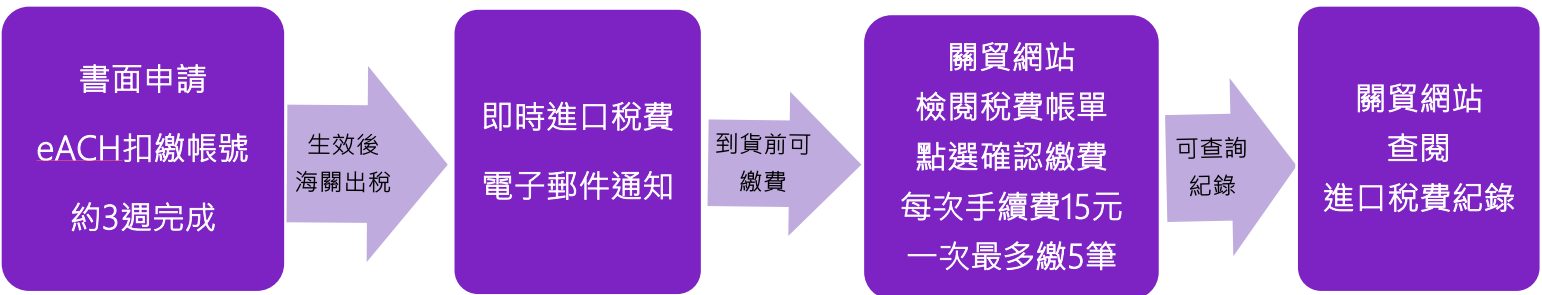 書面申請
eACH扣繳帳號
約3週完成
生效後
海關出稅
即時進口稅費
電子郵件通知
到貨前可
繳費
關貿網站
檢閱稅費帳單
點選確認繳費
每次手續費15元
一次最多繳5筆
可查詢
紀錄
關貿網站
查閱
進口稅費紀錄